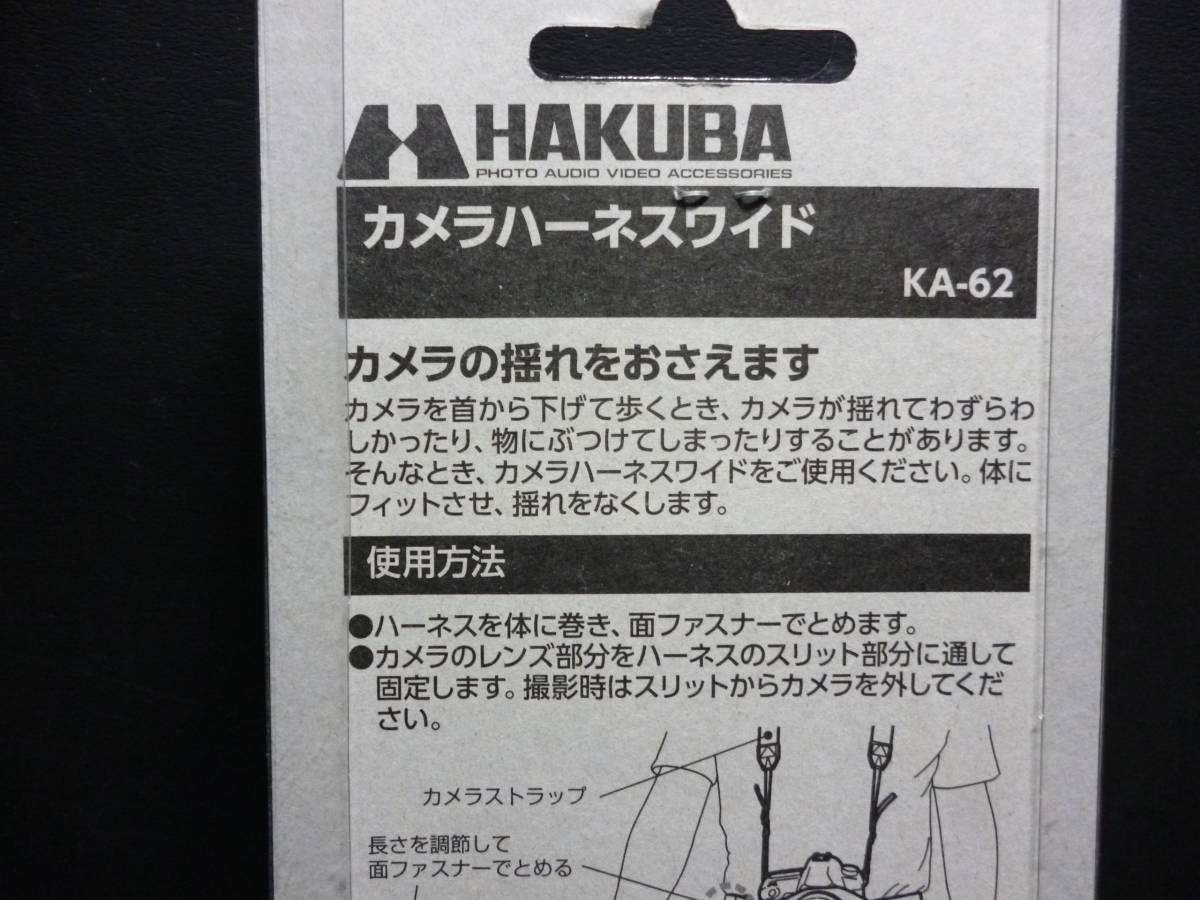 HAKUBA
PHOTO AUDIO VIDEO ACCESSORIES
カメラハーネスワイド
KA-62
カメラの揺れをおさえます
カメラを首から下げて歩くとき、カメラが揺れてわずらわ
しかったり、物にぶつけてしまったりすることがあります。
そんなとき、カメラハーネスワイドをご使用ください。体に
フィットさせ、揺れをなくします。
使用方法
●ハーネスを体に巻き、面ファスナーでとめます。
●カメラのレンズ部分をハーネスのスリット部分に通して
固定します。撮影時はスリットからカメラを外してくだ
さい。
カメラストラップ
長さを調節して
面ファスナーでとめる